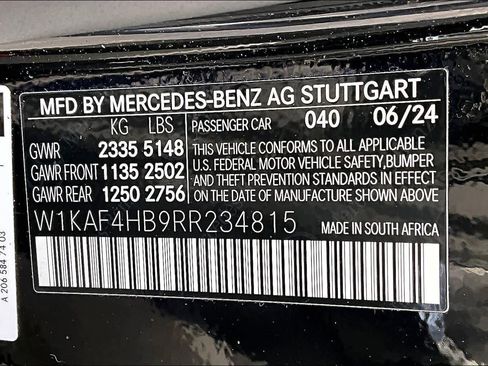 MFD BY MERCEDES-BENZ AG STUTTGART
KG LBS PASSENGER CAR 040 06/24
GVWR 2335 5148
GAWR FRONT 1135 2502
GAWR REAR 1250 2756
THIS VEHICLE CONFORMS TO ALL APPLICABLE
U.S. FEDERAL MOTOR VEHICLE SAFETY, BUMPER
AND THEFT PREVENTION STANDARDS IN EFFECT
ON THE DATE OF MANUFACTURE SHOWN ABOVE.
W1KAF4HB9RR234815
MADE IN SOUTH AFRICA
A 206 584 74 03